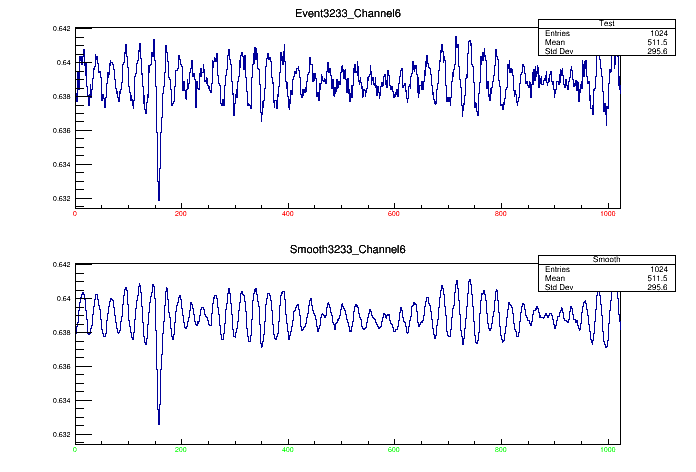 Event3233_Channel6
Test
Entries 1024
Mean 511.5
Std Dev 295.6
0.642
0.64
0.638
0.636
0.634
0.632
0 200 400 600 800 1000
Smooth3233_Channel6
Smooth
Entries 1024
Mean 511.5
Std Dev 295.6
0.642
0.64
0.638
0.636
0.634
0.632
0 200 400 600 800 1000